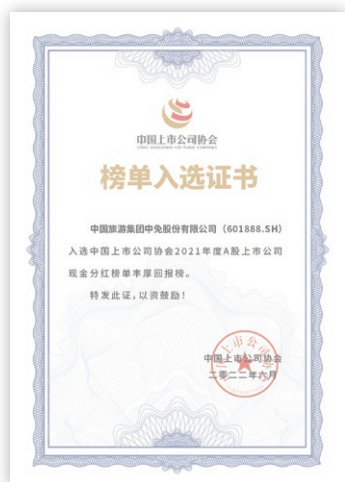 中国上市公司协会
CHINA ASSOCIATION FOR PUBLIC COMPANIES
榜单入选证书
中国旅游集团中免股份有限公司（601888.SH）
入选中国上市公司协会2021年度A股上市公司
现金分红榜单丰厚回报榜。
特发此证，以资鼓励！
中国上市公司协会
二零二二年六月